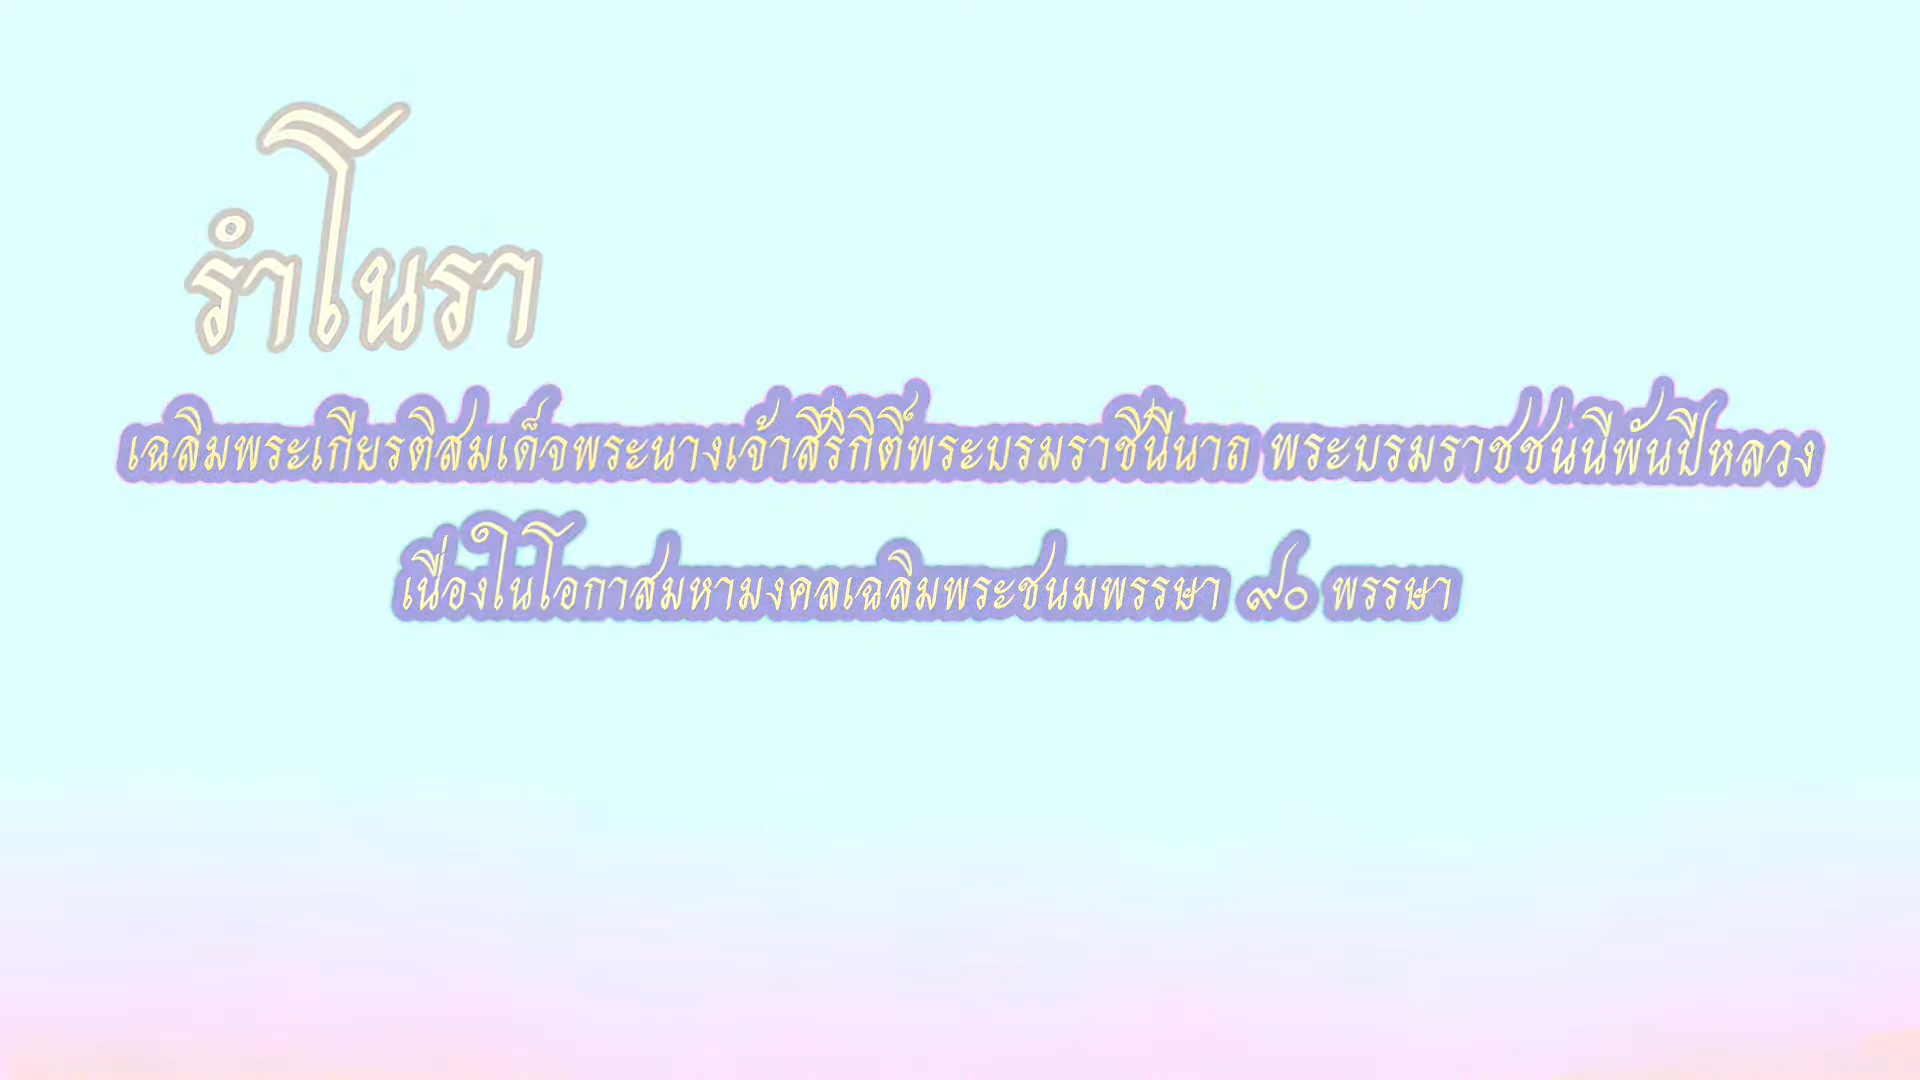 รำโนรา
เฉลิมพระเกียรติสมเด็จพระนางเจ้าสิริกิติ์พระบรมราชินีนาถ พระบรมราชชนนีพันปีหลวง
เนื่องในโอกาสมหามงคลเฉลิมพระชนมพรรษา ๙๐ พรรษา